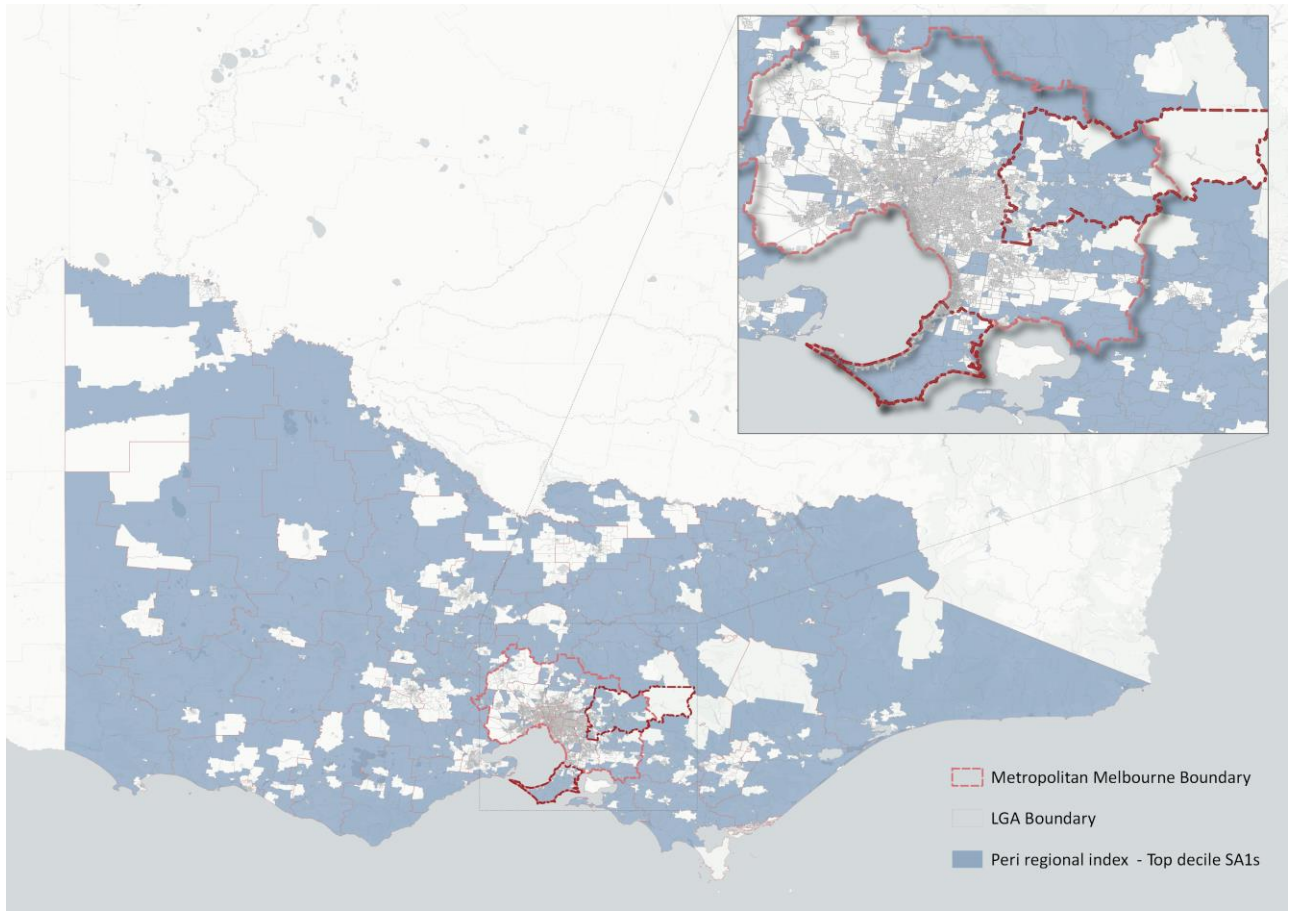 Metropolitan Melbourne Boundary
LGA Boundary
Peri regional index - Top decile SA1s